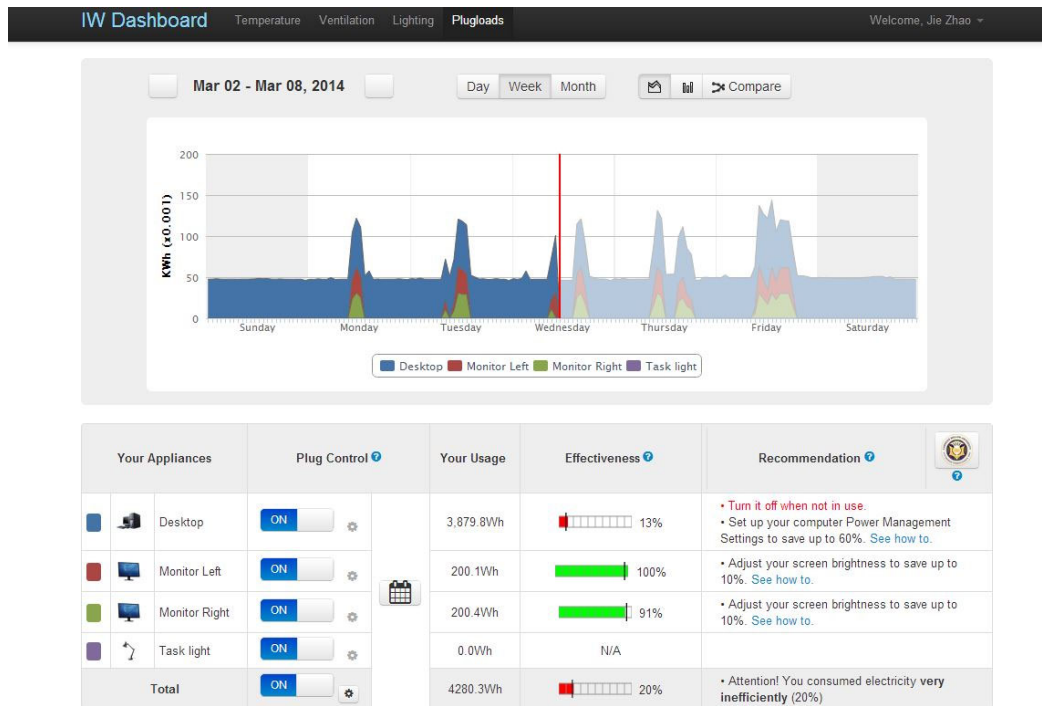 IW Dashboard Temperature Ventilation Lighting Plugloads Welcome, Jie Zhao
Mar 02 - Mar 08, 2014 Day Week Month Compare
200
150
100
50
0
KWh (x0.001)
Sunday Monday Tuesday Wednesday Thursday Friday Saturday
Desktop Monitor Left Monitor Right Task light
Your Appliances Plug Control ? Your Usage Effectiveness ? Recommendation ?
?
Desktop ON 3,879.8Wh 13%
• Turn it off when not in use.
• Set up your computer Power Management
Settings to save up to 60%. See how to.
Monitor Left ON 200.1Wh 100%
• Adjust your screen brightness to save up to
10%. See how to.
Monitor Right ON 200.4Wh 91%
• Adjust your screen brightness to save up to
10%. See how to.
Task light ON 0.0Wh N/A
Total ON 4280.3Wh 20%
• Attention! You consumed electricity very
inefficiently (20%)